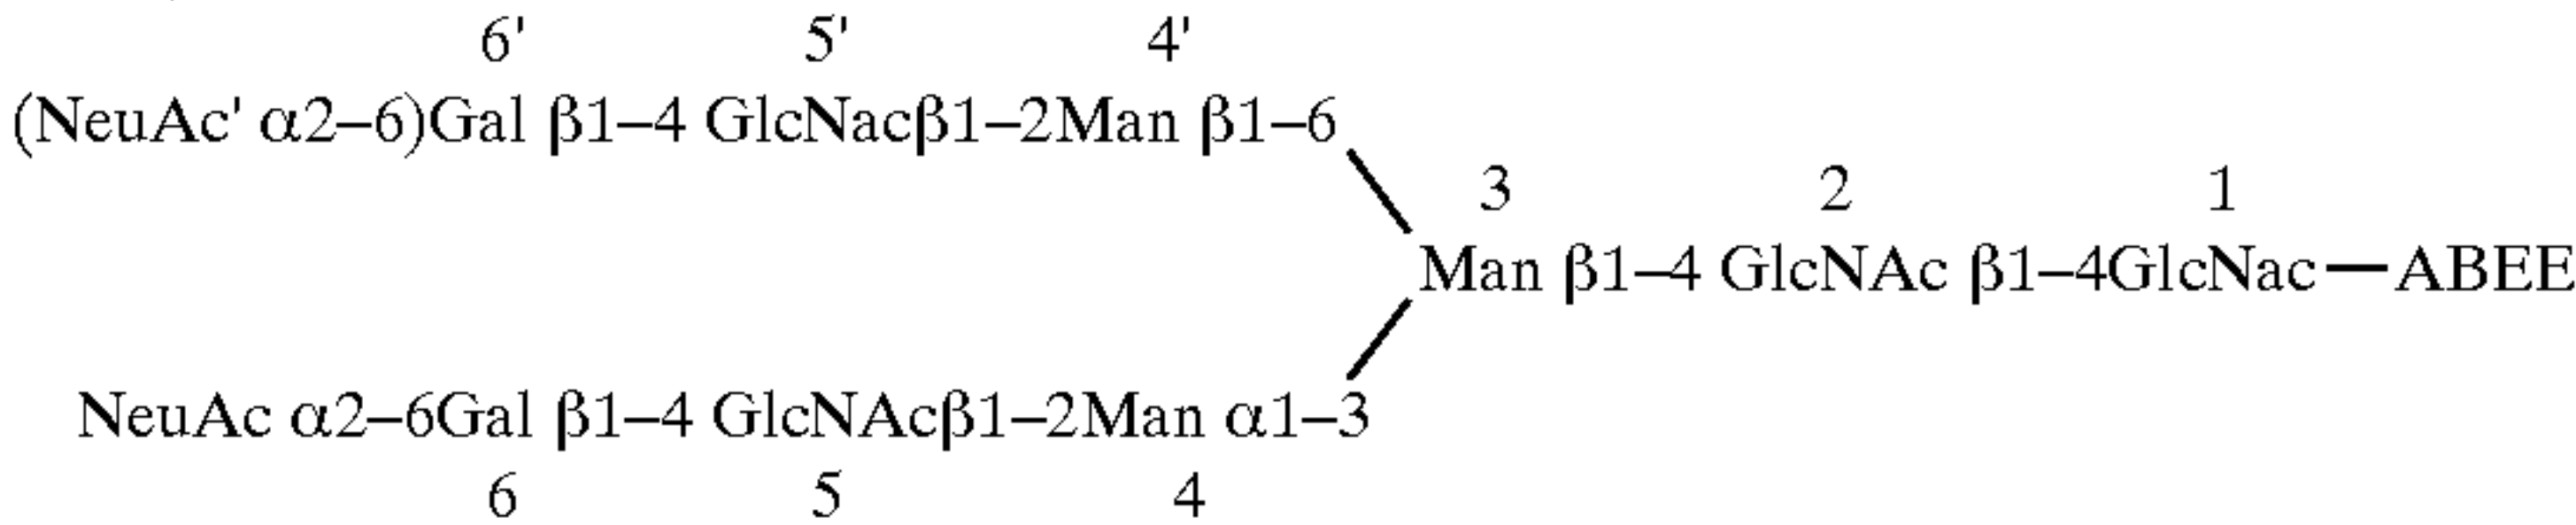 6' 5' 4'
(NeuAc' α2–6)Gal β1–4 GlcNacβ1–2Man β1–6
3 2 1
Man β1–4 GlcNAc β1–4GlcNac—ABEE
NeuAc α2–6Gal β1–4 GlcNAcβ1–2Man α1–3
6 5 4